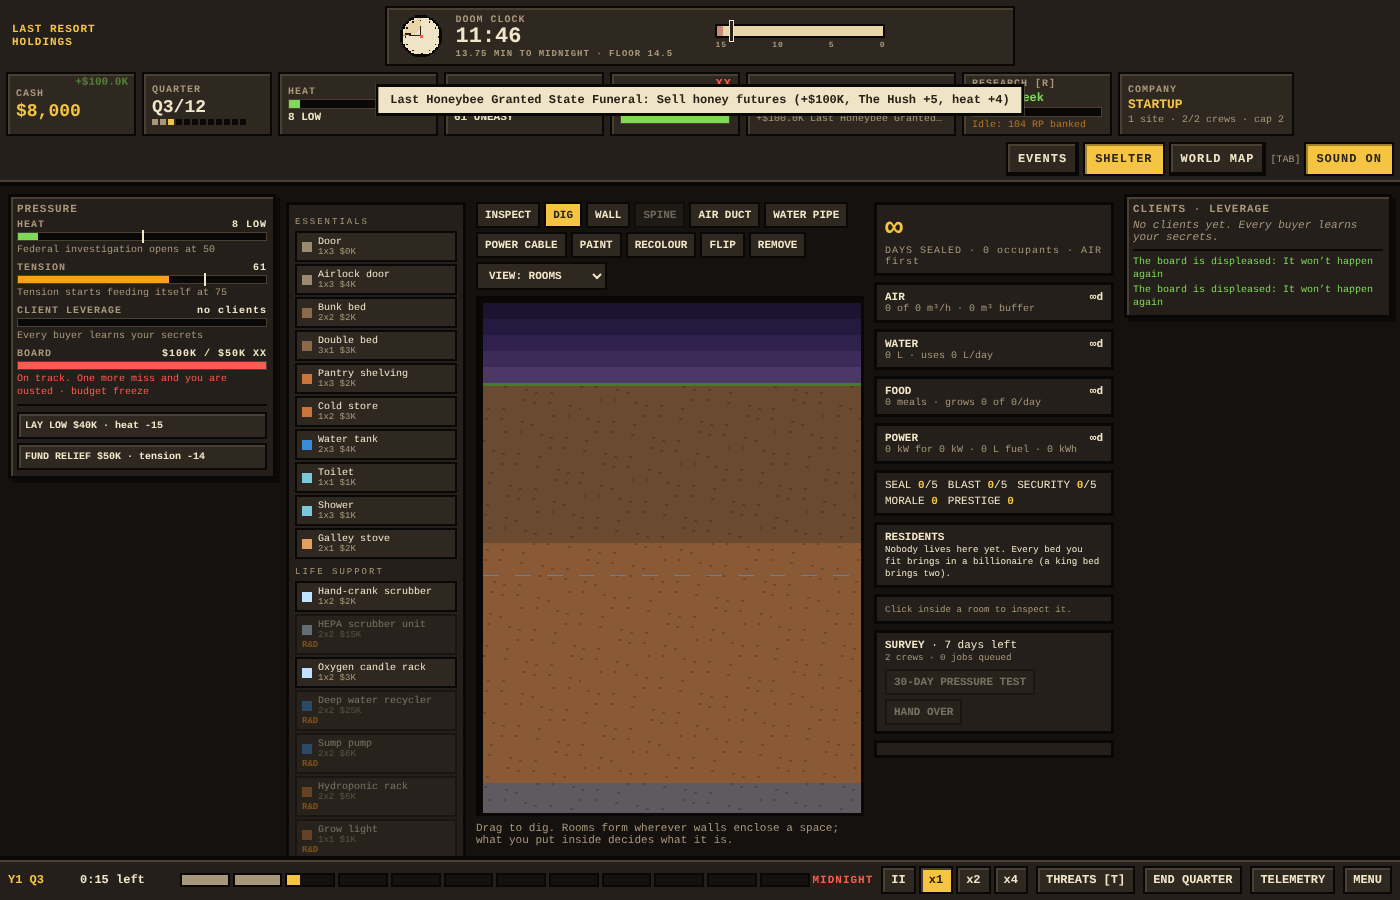 LAST RESORT
HOLDINGS
DOOM CLOCK
11:46
13.75 MIN TO MIDNIGHT · FLOOR 14.5
15 10 5 0
+$100.0K
CASH
$8,000
QUARTER
Q3/12
HEAT
8 LOW
61 UNEASY
XX
Last Honeybee Granted State Funeral: Sell honey futures (+$100K, The Hush +5, heat +4)
+$100.0K Last Honeybee Granted…
RESEARCH [R]
eek
Idle: 104 RP banked
COMPANY
STARTUP
1 site · 2/2 crews · cap 2
EVENTS
SHELTER
WORLD MAP
[TAB]
SOUND ON
PRESSURE
HEAT 8 LOW
Federal investigation opens at 50
TENSION 61
Tension starts feeding itself at 75
CLIENT LEVERAGE no clients
Every buyer learns your secrets
BOARD $100K / $50K XX
On track. One more miss and you are
ousted · budget freeze
LAY LOW $40K · heat -15
FUND RELIEF $50K · tension -14
ESSENTIALS
Door
1x3 $0K
Airlock door
1x3 $4K
Bunk bed
2x2 $2K
Double bed
3x1 $3K
Pantry shelving
1x3 $2K
Cold store
1x2 $3K
Water tank
2x3 $4K
Toilet
1x1 $1K
Shower
1x3 $1K
Galley stove
2x1 $2K
LIFE SUPPORT
Hand-crank scrubber
1x2 $2K
HEPA scrubber unit
2x2 $15K
R&D
Oxygen candle rack
1x2 $3K
Deep water recycler
2x2 $25K
R&D
Sump pump
2x2 $6K
R&D
Hydroponic rack
2x2 $6K
R&D
Grow light
1x1 $1K
R&D
INSPECT
DIG
WALL
SPINE
AIR DUCT
WATER PIPE
POWER CABLE
PAINT
RECOLOUR
FLIP
REMOVE
VIEW: ROOMS
Drag to dig. Rooms form wherever walls enclose a space;
what you put inside decides what it is.
∞
DAYS SEALED · 0 occupants · AIR
first
AIR ∞d
0 of 0 m³/h · 0 m³ buffer
WATER ∞d
0 L · uses 0 L/day
FOOD ∞d
0 meals · grows 0 of 0/day
POWER ∞d
0 kW for 0 kW · 0 L fuel · 0 kWh
SEAL 0/5 BLAST 0/5 SECURITY 0/5
MORALE 0 PRESTIGE 0
RESIDENTS
Nobody lives here yet. Every bed you
fit brings in a billionaire (a king bed
brings two).
Click inside a room to inspect it.
SURVEY · 7 days left
2 crews · 0 jobs queued
30-DAY PRESSURE TEST
HAND OVER
CLIENTS · LEVERAGE
No clients yet. Every buyer learns
your secrets.
The board is displeased: It won't happen
again
The board is displeased: It won't happen
again
Y1 Q3
0:15 left
MIDNIGHT
II
x1
x2
x4
THREATS [T]
END QUARTER
TELEMETRY
MENU